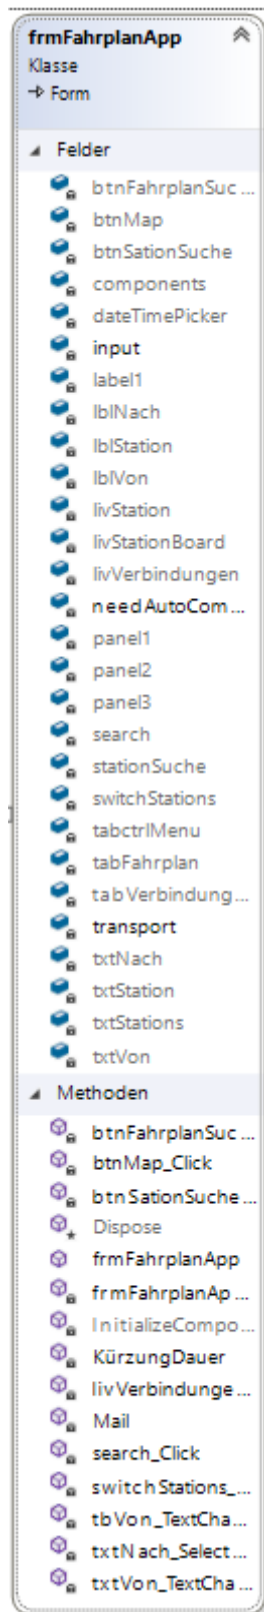 frmFahrplanApp
Klasse
Form
Felder
btnFahrplanSuc ...
btnMap
btnSationSuche
components
dateTimePicker
input
label1
lblNach
lblStation
lblVon
livStation
livStationBoard
livVerbindungen
needAutoCom ...
panel1
panel2
panel3
search
stationSuche
switchStations
tabctrlMenu
tabFahrplan
tabVerbindung...
transport
txtNach
txtStation
txtStations
txtVon
Methoden
btnFahrplanSuc ...
btnMap_Click
btnSationSuche ...
Dispose
frmFahrplanApp
frmFahrplanAp ...
InitializeCompo...
KürzungDauer
livVerbindunge ...
Mail
search_Click
switchStations_...
tbVon_TextCha...
txtNach_Select ...
txtVon_TextCha ...